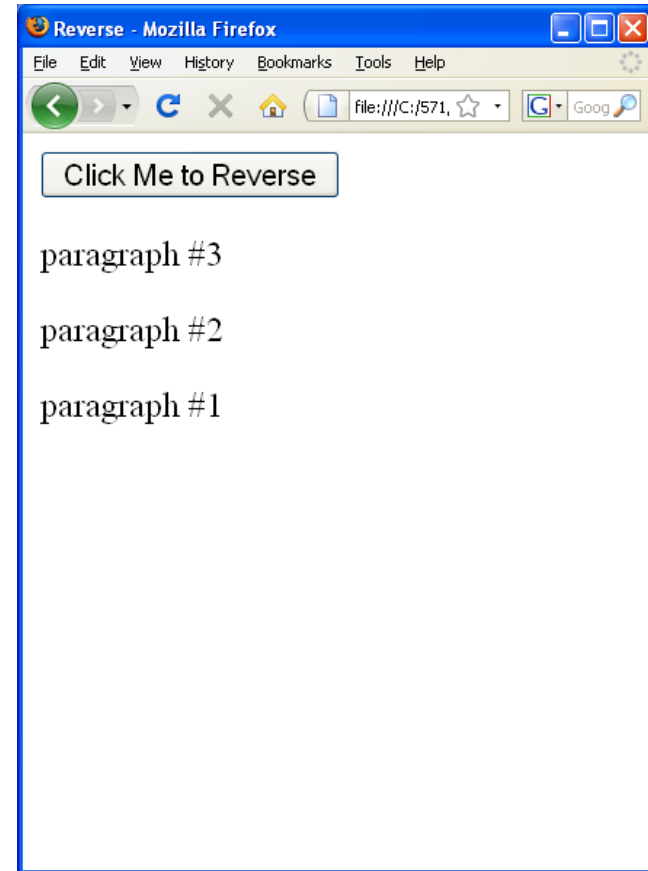 Reverse - Mozilla Firefox
File Edit View History Bookmarks Tools Help
file:///C:/571, G Goog
Click Me to Reverse
paragraph #3
paragraph #2
paragraph #1